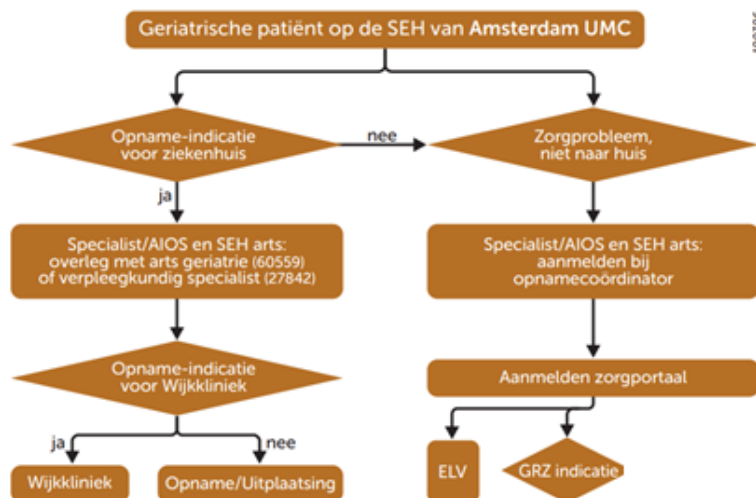 Geriatrische patiënt op de SEH van Amsterdam UMC
Opname-indicatie
voor ziekenhuis
nee
Zorgprobleem,
niet naar huis
ja
Specialist/AIOS en SEH arts:
overleg met arts geriatrie (60559)
of verpleegkundig specialist (27842)
Specialist/AIOS en SEH arts:
aanmelden bij
opnamecoördinator
Opname-indicatie
voor Wijkkliniek
Aanmelden zorgportaal
ja
nee
Wijkkliniek
Opname/Uitplaatsing
ELV
GRZ indicatie